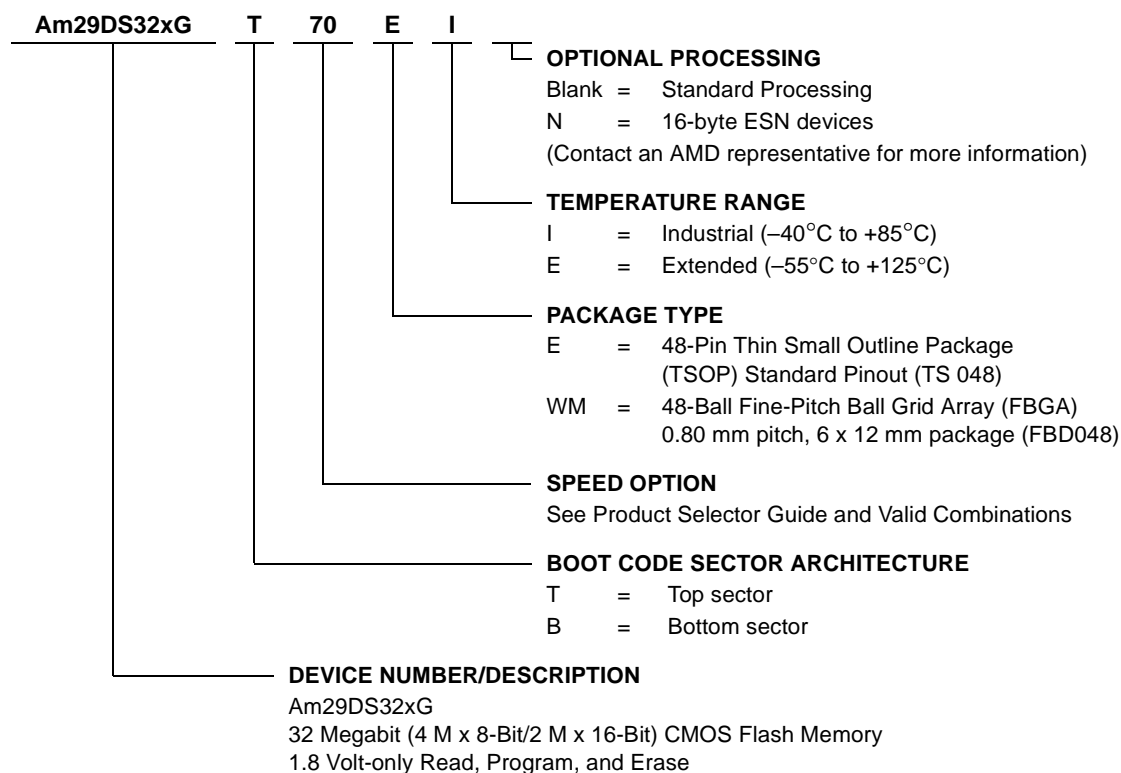 Am29DS32xG T 70 E I
OPTIONAL PROCESSING
Blank = Standard Processing
N = 16-byte ESN devices
(Contact an AMD representative for more information)
TEMPERATURE RANGE
I = Industrial (–40°C to +85°C)
E = Extended (–55°C to +125°C)
PACKAGE TYPE
E = 48-Pin Thin Small Outline Package
(TSOP) Standard Pinout (TS 048)
WM = 48-Ball Fine-Pitch Ball Grid Array (FBGA)
0.80 mm pitch, 6 x 12 mm package (FBD048)
SPEED OPTION
See Product Selector Guide and Valid Combinations
BOOT CODE SECTOR ARCHITECTURE
T = Top sector
B = Bottom sector
DEVICE NUMBER/DESCRIPTION
Am29DS32xG
32 Megabit (4 M x 8-Bit/2 M x 16-Bit) CMOS Flash Memory
1.8 Volt-only Read, Program, and Erase